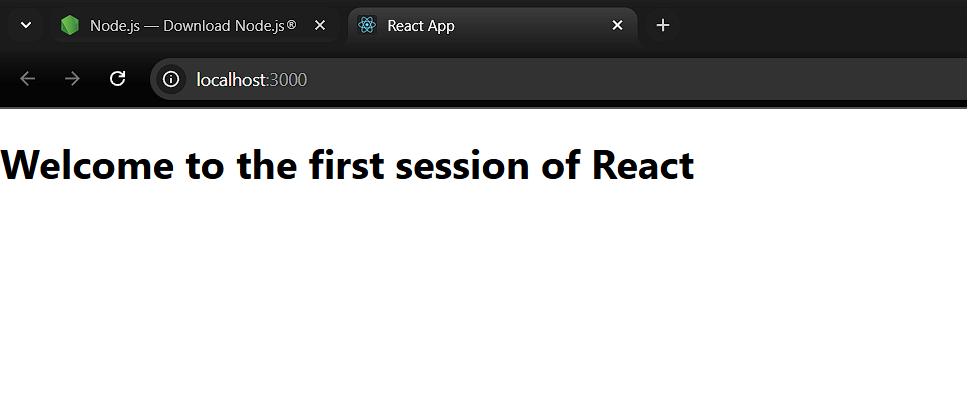 Node.js — Download Node.js®
React App
localhost:3000
Welcome to the first session of React